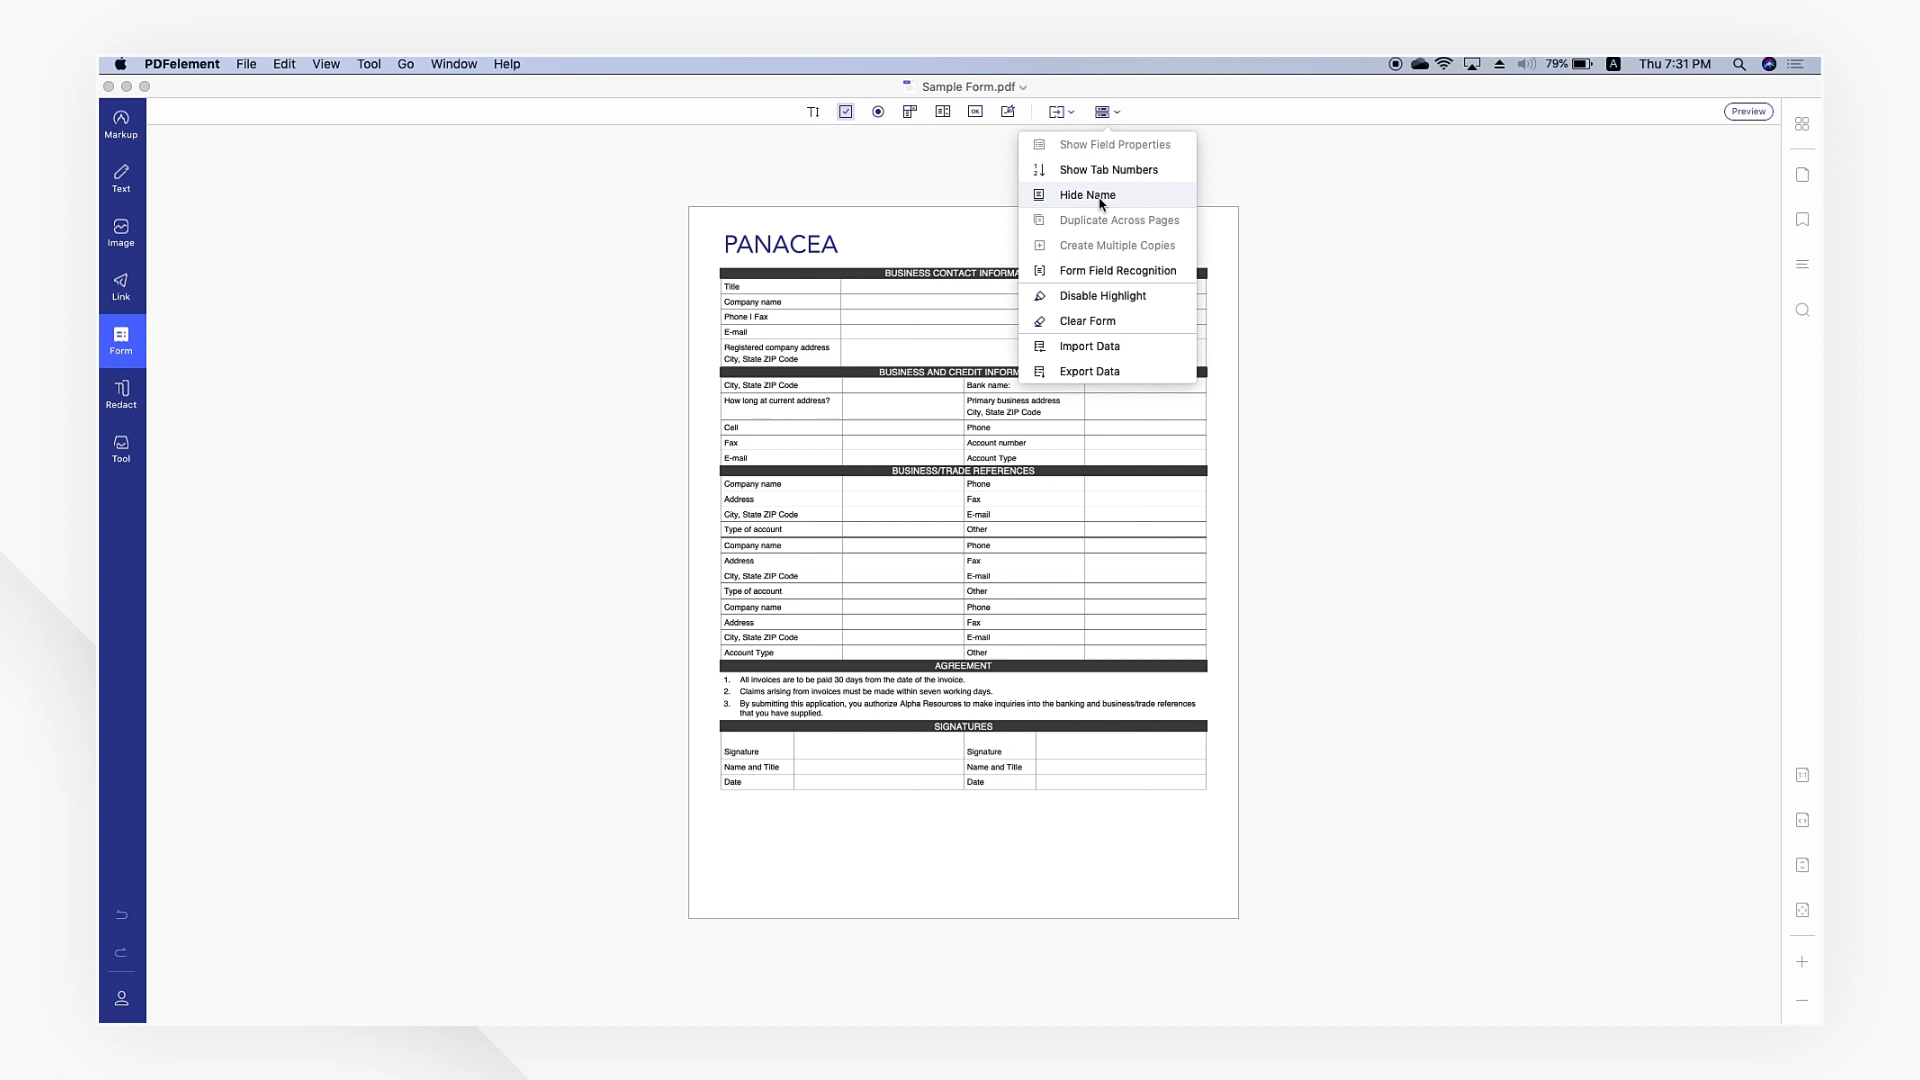 PDFelement File Edit View Tool Go Window Help 79% A Thu 7:31 PM
Sample Form.pdf
Preview
Markup
Text
Image
Link
Form
Redact
Tool
Show Field Properties
Show Tab Numbers
Hide Name
Duplicate Across Pages
Create Multiple Copies
Form Field Recognition
Disable Highlight
Clear Form
Import Data
Export Data
PANACEA
BUSINESS CONTACT INFORMA
Title
Company name
Phone I Fax
E-mail
Registered company address
City, State ZIP Code
BUSINESS AND CREDIT INFORM
City, State ZIP Code Bank name:
How long at current address? Primary business address
City, State ZIP Code
Cell Phone
Fax Account number
E-mail Account Type
BUSINESS/TRADE REFERENCES
Company name Phone
Address Fax
City, State ZIP Code E-mail
Type of account Other
Company name Phone
Address Fax
City, State ZIP Code E-mail
Type of account Other
Company name Phone
Address Fax
City, State ZIP Code E-mail
Account Type Other
AGREEMENT
1. All invoices are to be paid 30 days from the date of the invoice.
2. Claims arising from invoices must be made within seven working days.
3. By submitting this application, you authorize Alpha Resources to make inquiries into the banking and business/trade references
that you have supplied.
SIGNATURES
Signature Signature
Name and Title Name and Title
Date Date